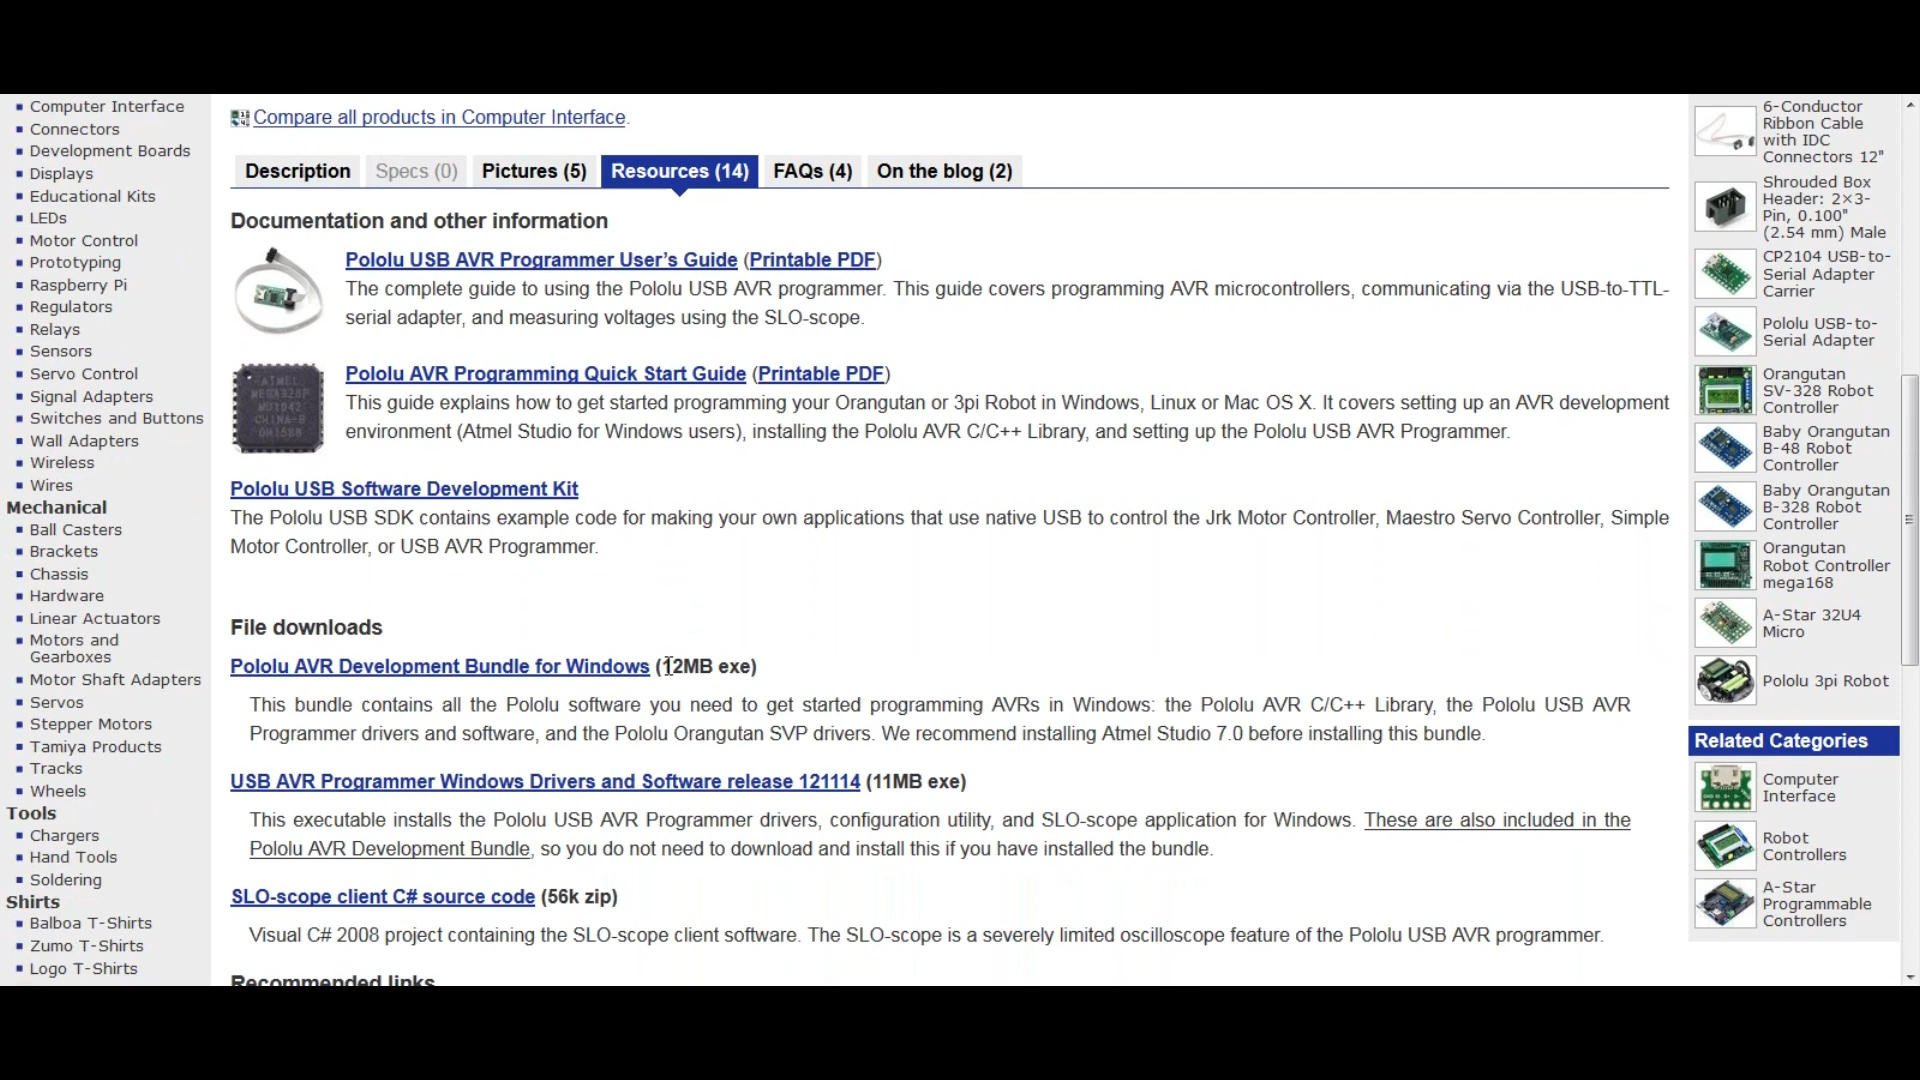 Computer Interface
Connectors
Development Boards
Displays
Educational Kits
LEDs
Motor Control
Prototyping
Raspberry Pi
Regulators
Relays
Sensors
Servo Control
Signal Adapters
Switches and Buttons
Wall Adapters
Wireless
Wires
Mechanical
Ball Casters
Brackets
Chassis
Hardware
Linear Actuators
Motors and
Gearboxes
Motor Shaft Adapters
Servos
Stepper Motors
Tamiya Products
Tracks
Wheels
Tools
Chargers
Hand Tools
Soldering
Shirts
Balboa T-Shirts
Zumo T-Shirts
Logo T-Shirts
Compare all products in Computer Interface.
Description Specs (0) Pictures (5) Resources (14) FAQs (4) On the blog (2)
Documentation and other information
Pololu USB AVR Programmer User’s Guide (Printable PDF)
The complete guide to using the Pololu USB AVR programmer. This guide covers programming AVR microcontrollers, communicating via the USB-to-TTL-
serial adapter, and measuring voltages using the SLO-scope.
Pololu AVR Programming Quick Start Guide (Printable PDF)
This guide explains how to get started programming your Orangutan or 3pi Robot in Windows, Linux or Mac OS X. It covers setting up an AVR development
environment (Atmel Studio for Windows users), installing the Pololu AVR C/C++ Library, and setting up the Pololu USB AVR Programmer.
Pololu USB Software Development Kit
The Pololu USB SDK contains example code for making your own applications that use native USB to control the Jrk Motor Controller, Maestro Servo Controller, Simple
Motor Controller, or USB AVR Programmer.
File downloads
Pololu AVR Development Bundle for Windows (12MB exe)
This bundle contains all the Pololu software you need to get started programming AVRs in Windows: the Pololu AVR C/C++ Library, the Pololu USB AVR
Programmer drivers and software, and the Pololu Orangutan SVP drivers. We recommend installing Atmel Studio 7.0 before installing this bundle.
USB AVR Programmer Windows Drivers and Software release 121114 (11MB exe)
This executable installs the Pololu USB AVR Programmer drivers, configuration utility, and SLO-scope application for Windows. These are also included in the
Pololu AVR Development Bundle, so you do not need to download and install this if you have installed the bundle.
SLO-scope client C# source code (56k zip)
Visual C# 2008 project containing the SLO-scope client software. The SLO-scope is a severely limited oscilloscope feature of the Pololu USB AVR programmer.
Recommended links
6-Conductor
Ribbon Cable
with IDC
Connectors 12"
Shrouded Box
Header: 2×3-
Pin, 0.100"
(2.54 mm) Male
CP2104 USB-to-
Serial Adapter
Carrier
Pololu USB-to-
Serial Adapter
Orangutan
SV-328 Robot
Controller
Baby Orangutan
B-48 Robot
Controller
Baby Orangutan
B-328 Robot
Controller
Orangutan
Robot Controller
mega168
A-Star 32U4
Micro
Pololu 3pi Robot
Related Categories
Computer
Interface
Robot
Controllers
A-Star
Programmable
Controllers